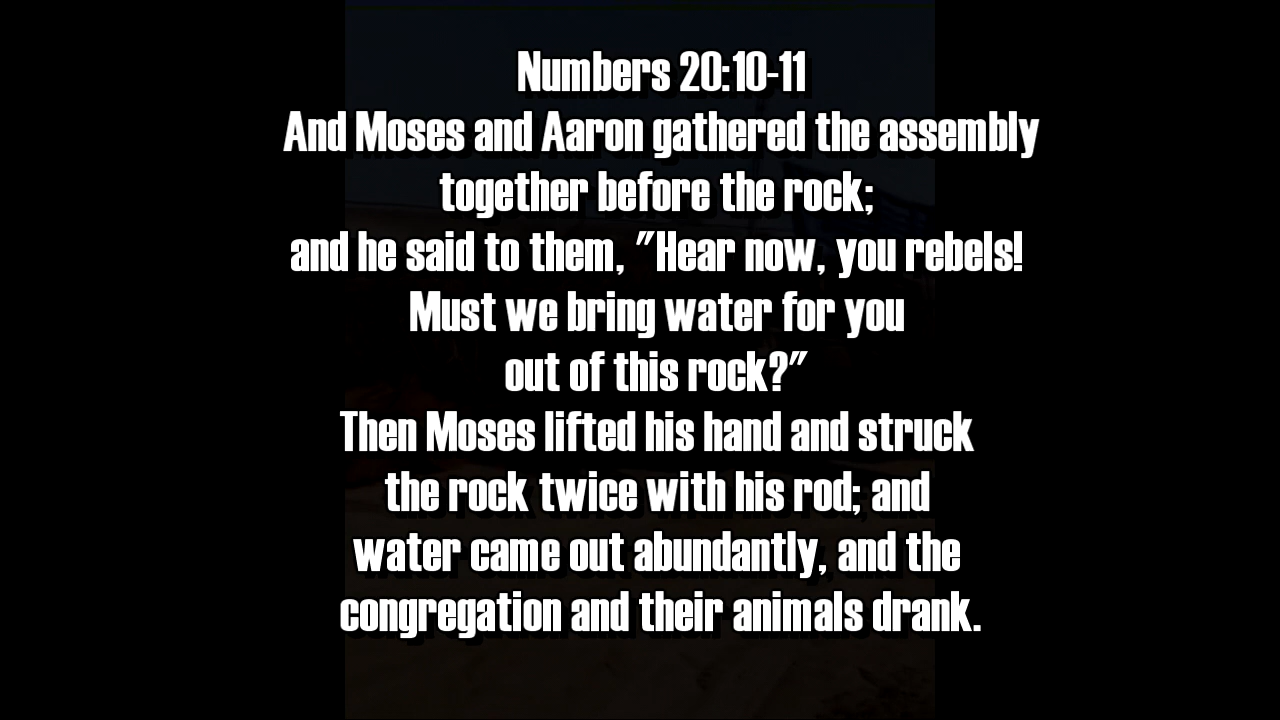 Numbers 20:10-11
And Moses and Aaron gathered the assembly
together before the rock;
and he said to them, "Hear now, you rebels!
Must we bring water for you
out of this rock?"
Then Moses lifted his hand and struck
the rock twice with his rod; and
water came out abundantly, and the
congregation and their animals drank.